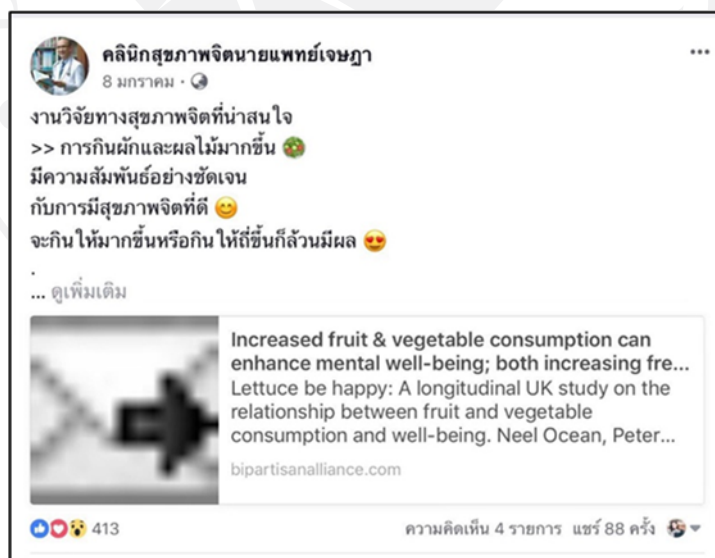 คลินิกสุขภาพจิตนายแพทย์เจษฎา
8 มกราคม ·
งานวิจัยทางสุขภาพจิตที่น่าสนใจ
>> การกินผักและผลไม้มากขึ้น
มีความสัมพันธ์อย่างชัดเจน
กับการมีสุขภาพจิตที่ดี 😊
จะกินให้มากขึ้นหรือกินให้ถี่ขึ้นก็ล้วนมีผล 😍
.
... ดูเพิ่มเติม
Increased fruit & vegetable consumption can
enhance mental well-being; both increasing fre...
Lettuce be happy: A longitudinal UK study on the
relationship between fruit and vegetable
consumption and well-being. Neel Ocean, Peter...
bipartisanalliance.com
413 ความคิดเห็น 4 รายการ แชร์ 88 ครั้ง